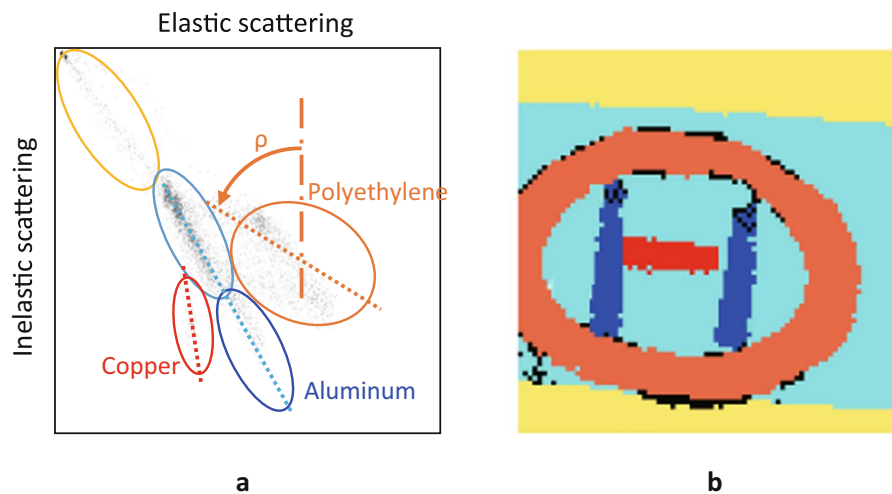 Elastic scattering
Inelastic scattering
ρ
Polyethylene
Copper
Aluminum
a
b